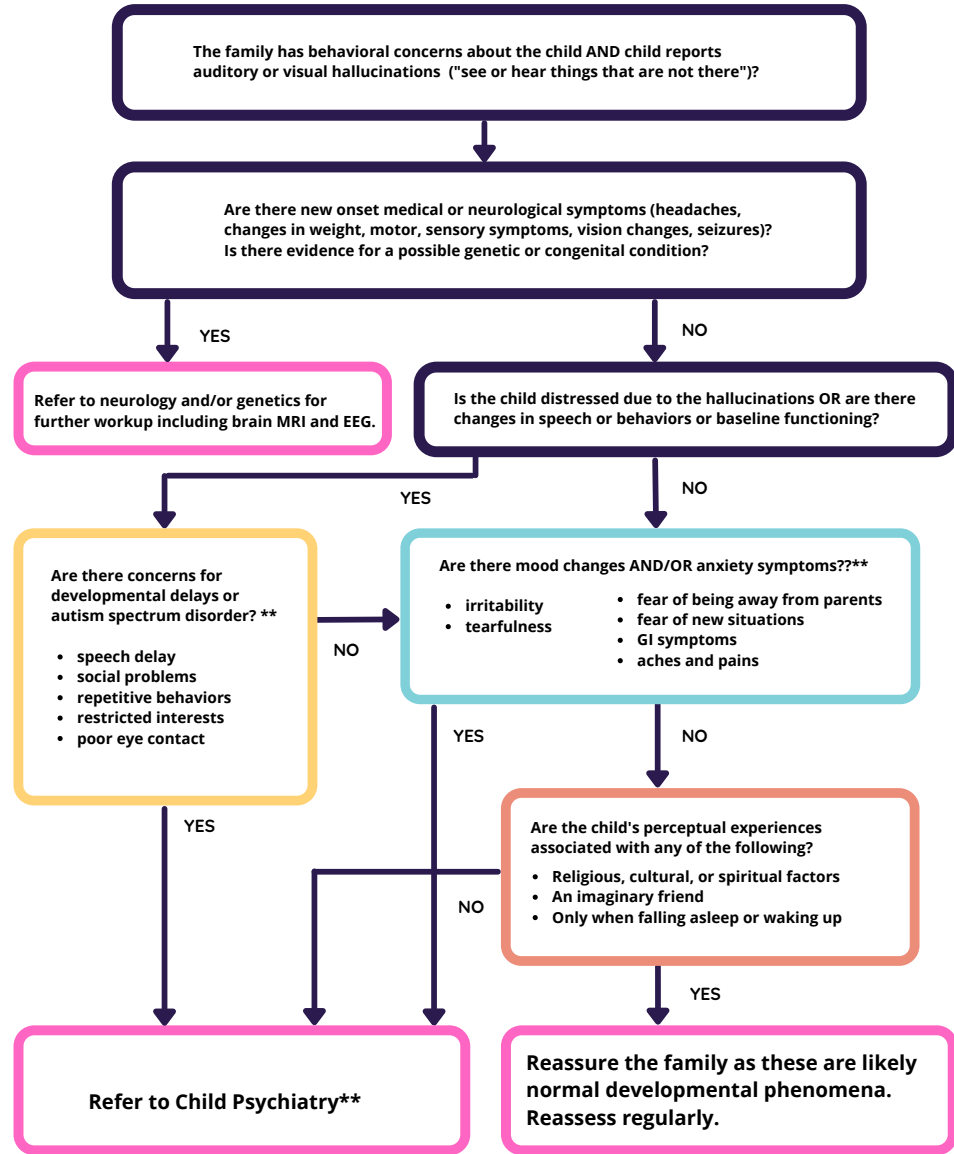 The family has behavioral concerns about the child AND child reports
auditory or visual hallucinations ("see or hear things that are not there")?
Are there new onset medical or neurological symptoms (headaches,
changes in weight, motor, sensory symptoms, vision changes, seizures)?
Is there evidence for a possible genetic or congenital condition?
YES
NO
Refer to neurology and/or genetics for
further workup including brain MRI and EEG.
Is the child distressed due to the hallucinations OR are there
changes in speech or behaviors or baseline functioning?
YES
NO
Are there concerns for
developmental delays or
autism spectrum disorder? **
• speech delay
• social problems
• repetitive behaviors
• restricted interests
• poor eye contact
NO
Are there mood changes AND/OR anxiety symptoms??**
• irritability
• tearfulness
• fear of being away from parents
• fear of new situations
• GI symptoms
• aches and pains
YES
NO
YES
Are the child's perceptual experiences
associated with any of the following?
• Religious, cultural, or spiritual factors
• An imaginary friend
• Only when falling asleep or waking up
NO
YES
Refer to Child Psychiatry**
Reassure the family as these are likely
normal developmental phenomena.
Reassess regularly.